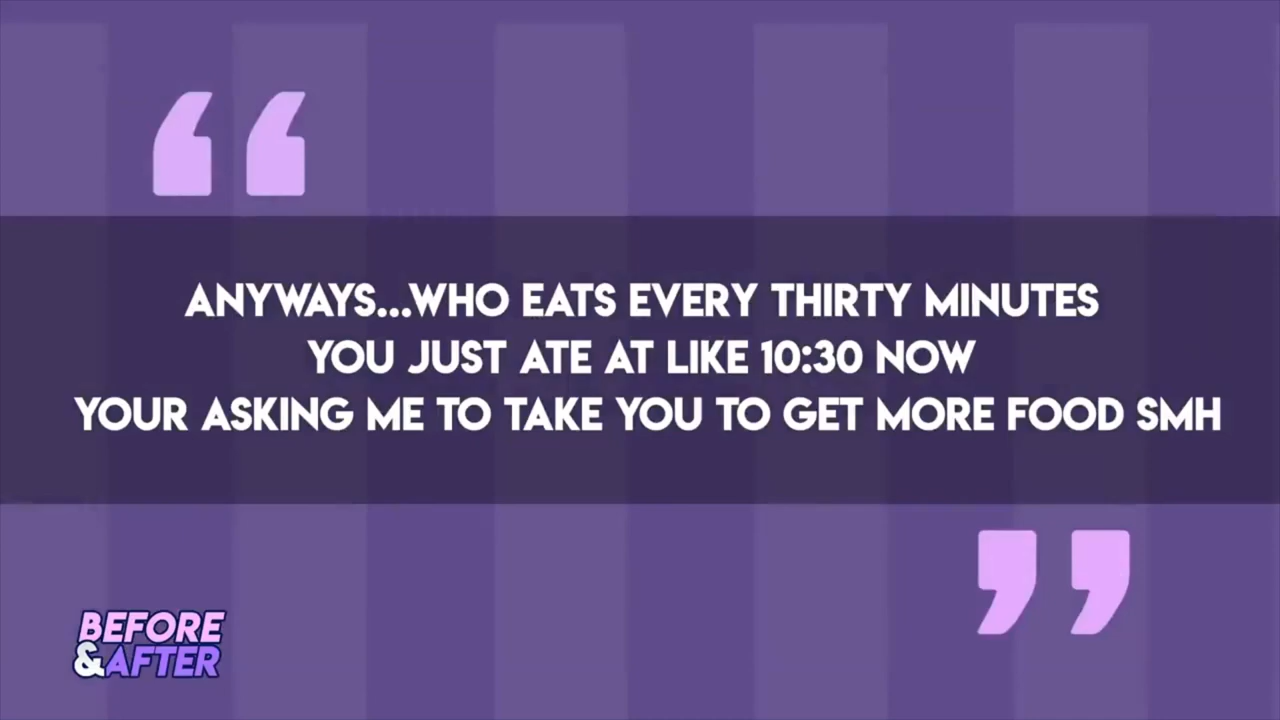 ANYWAYS...WHO EATS EVERY THIRTY MINUTES
YOU JUST ATE AT LIKE 10:30 NOW
YOUR ASKING ME TO TAKE YOU TO GET MORE FOOD SMH
BEFORE
&AFTER